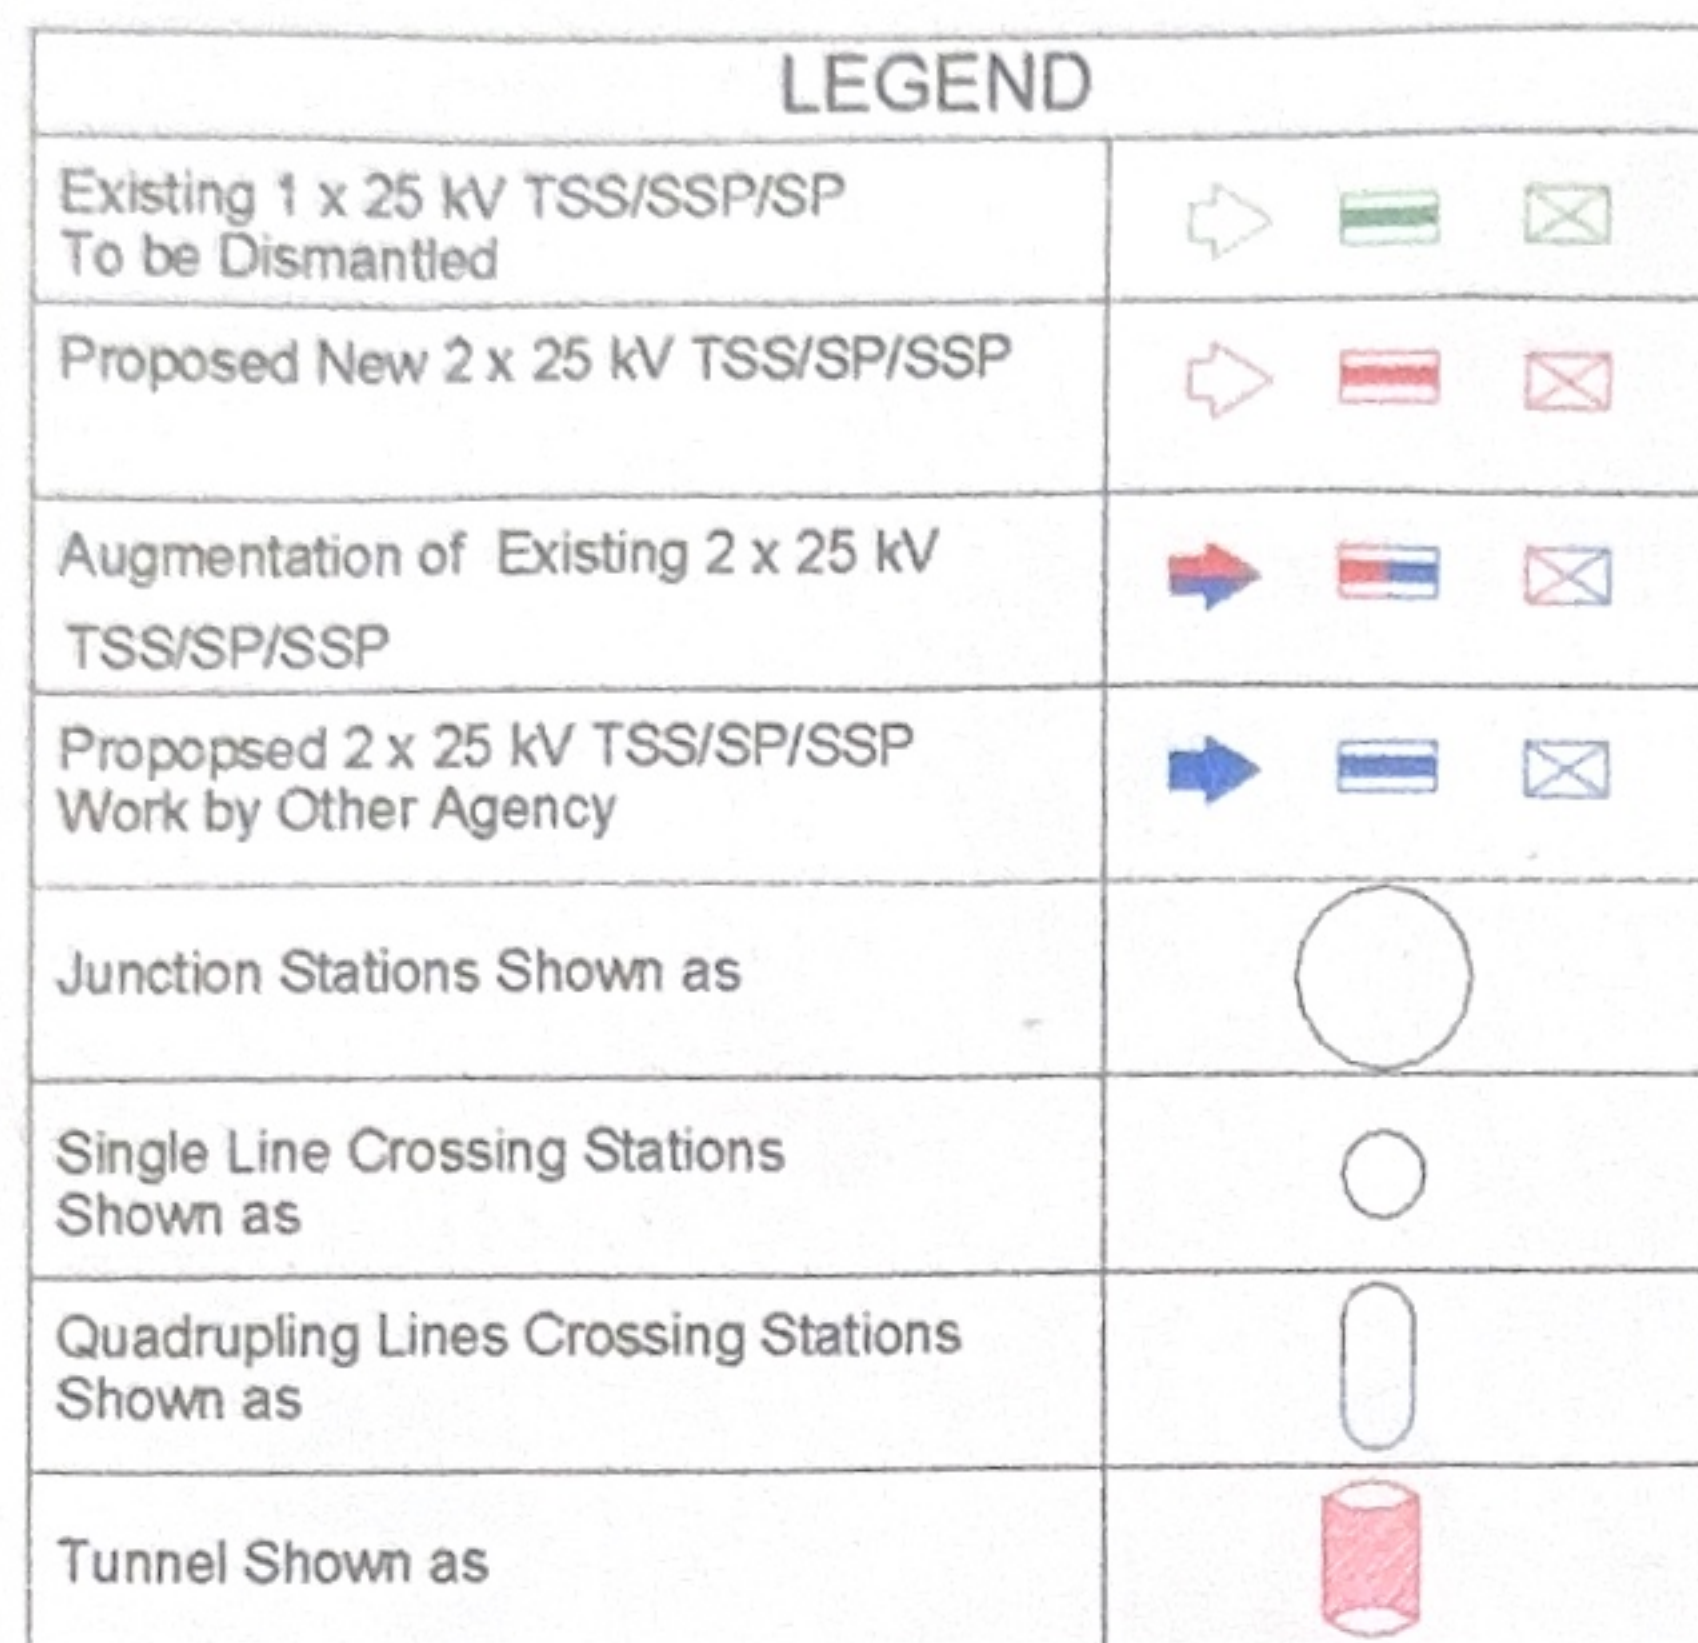 LEGEND
Existing 1 x 25 kV TSS/SSP/SP
To be Dismantled
Proposed New 2 x 25 kV TSS/SP/SSP
Augmentation of Existing 2 x 25 kV
TSS/SP/SSP
Propopsed 2 x 25 kV TSS/SP/SSP
Work by Other Agency
Junction Stations Shown as
Single Line Crossing Stations
Shown as
Quadrupling Lines Crossing Stations
Shown as
Tunnel Shown as